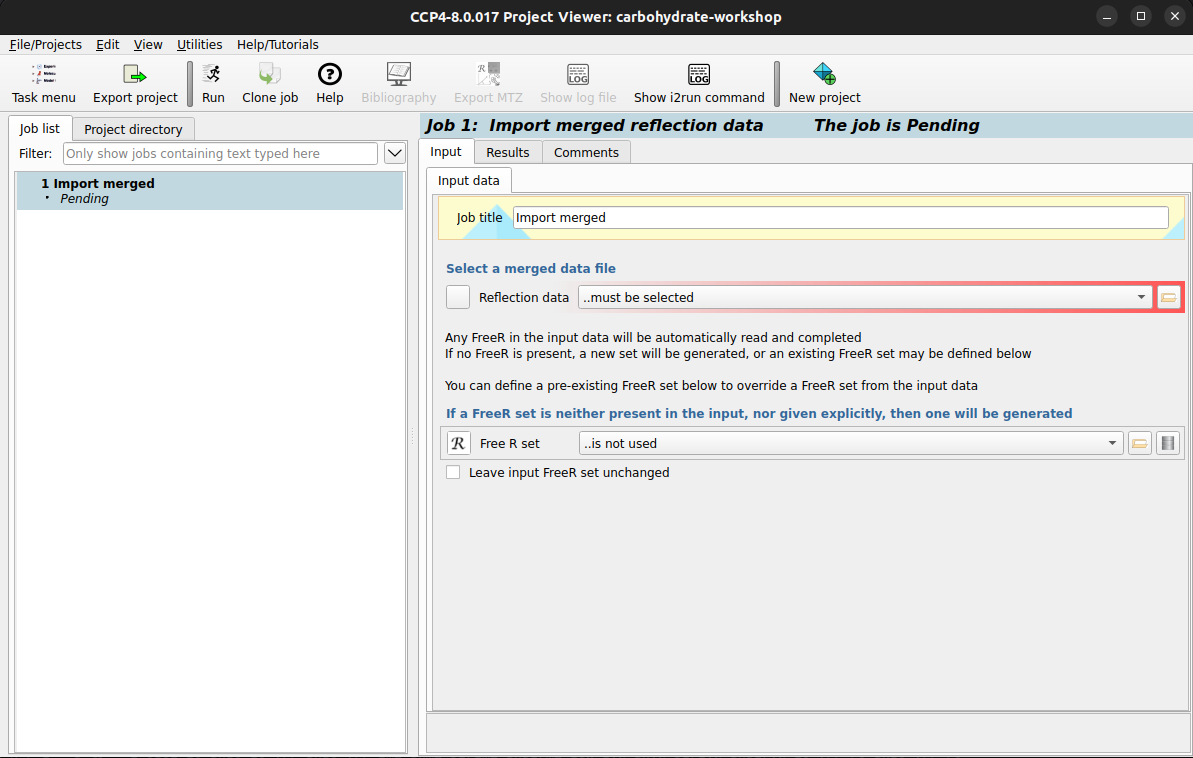 CCP4-8.0.017 Project Viewer: carbohydrate-workshop
File/Projects Edit View Utilities Help/Tutorials
Task menu Export project Run Clone job Help Bibliography Export MTZ Show log file Show i2run command New project
Job list Project directory
Filter: Only show jobs containing text typed here
1 Import merged
Pending
Job 1: Import merged reflection data The job is Pending
Input Results Comments
Input data
Job title Import merged
Select a merged data file
Reflection data ..must be selected
Any FreeR in the input data will be automatically read and completed
If no FreeR is present, a new set will be generated, or an existing FreeR set may be defined below
You can define a pre-existing FreeR set below to override a FreeR set from the input data
If a FreeR set is neither present in the input, nor given explicitly, then one will be generated
R Free R set ..is not used
Leave input FreeR set unchanged